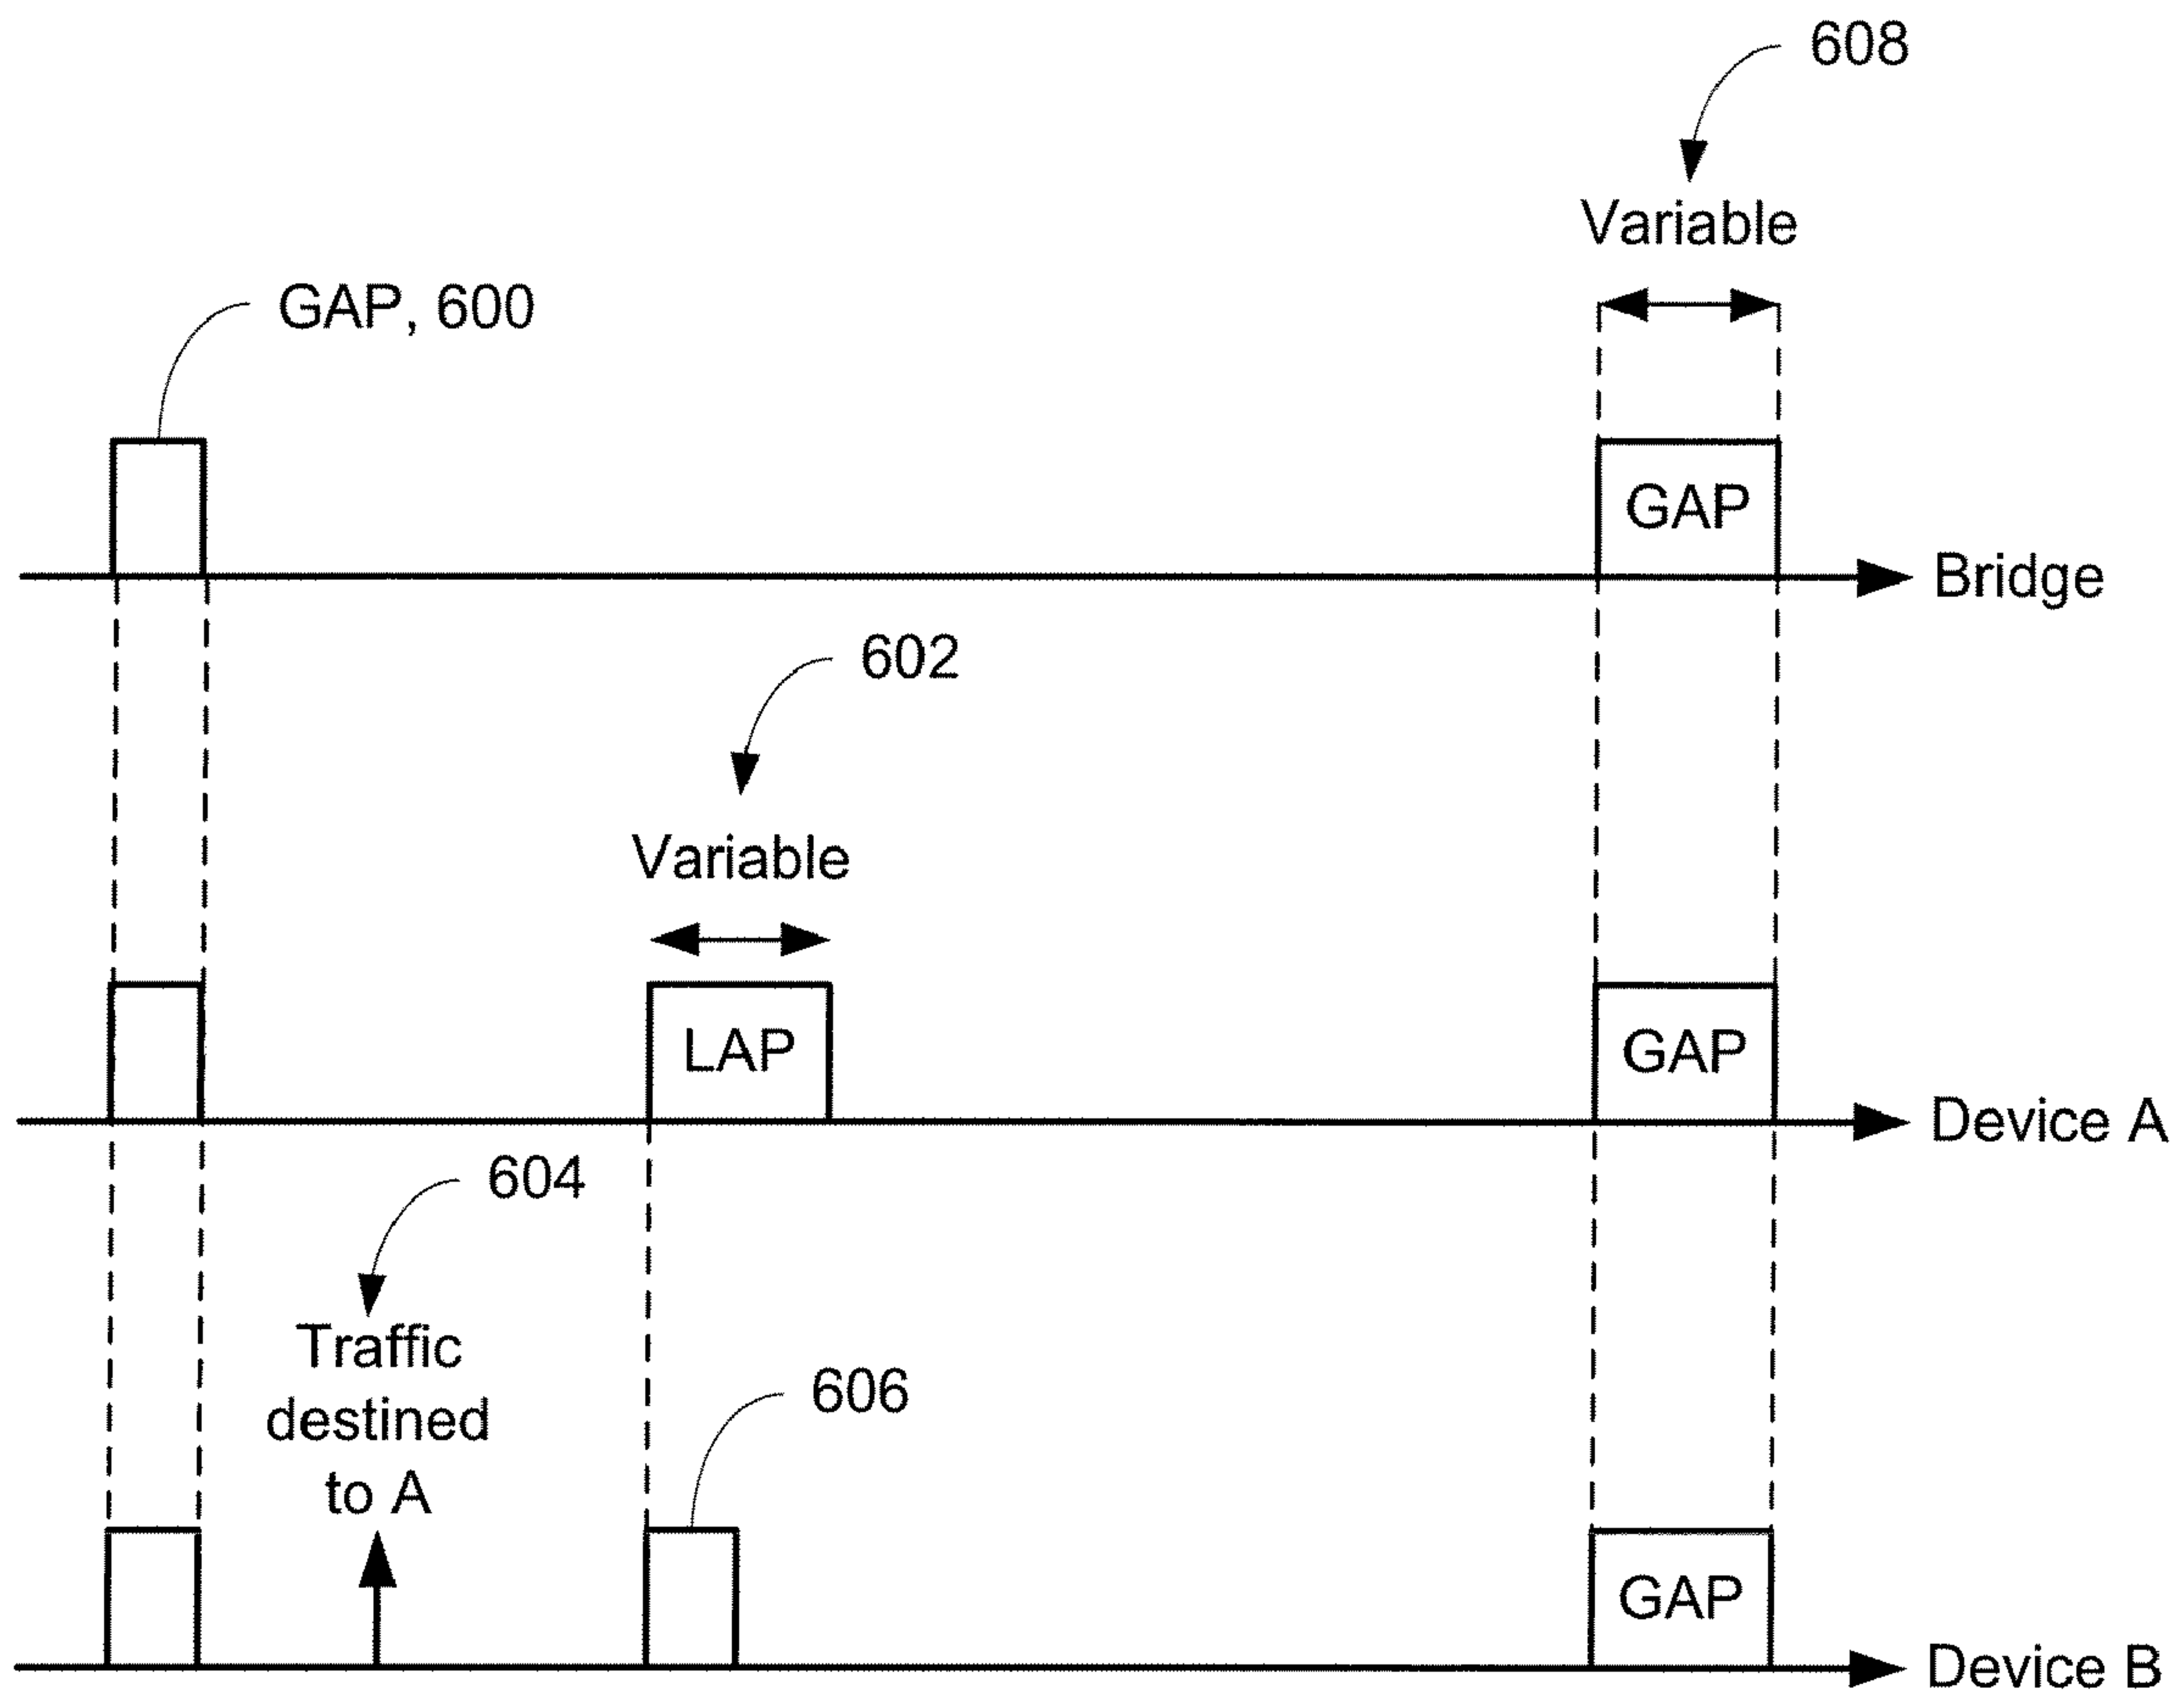 608
Variable
GAP, 600
GAP
Bridge
602
Variable
LAP
GAP
Device A
604
Traffic
destined
to A
606
GAP
Device B